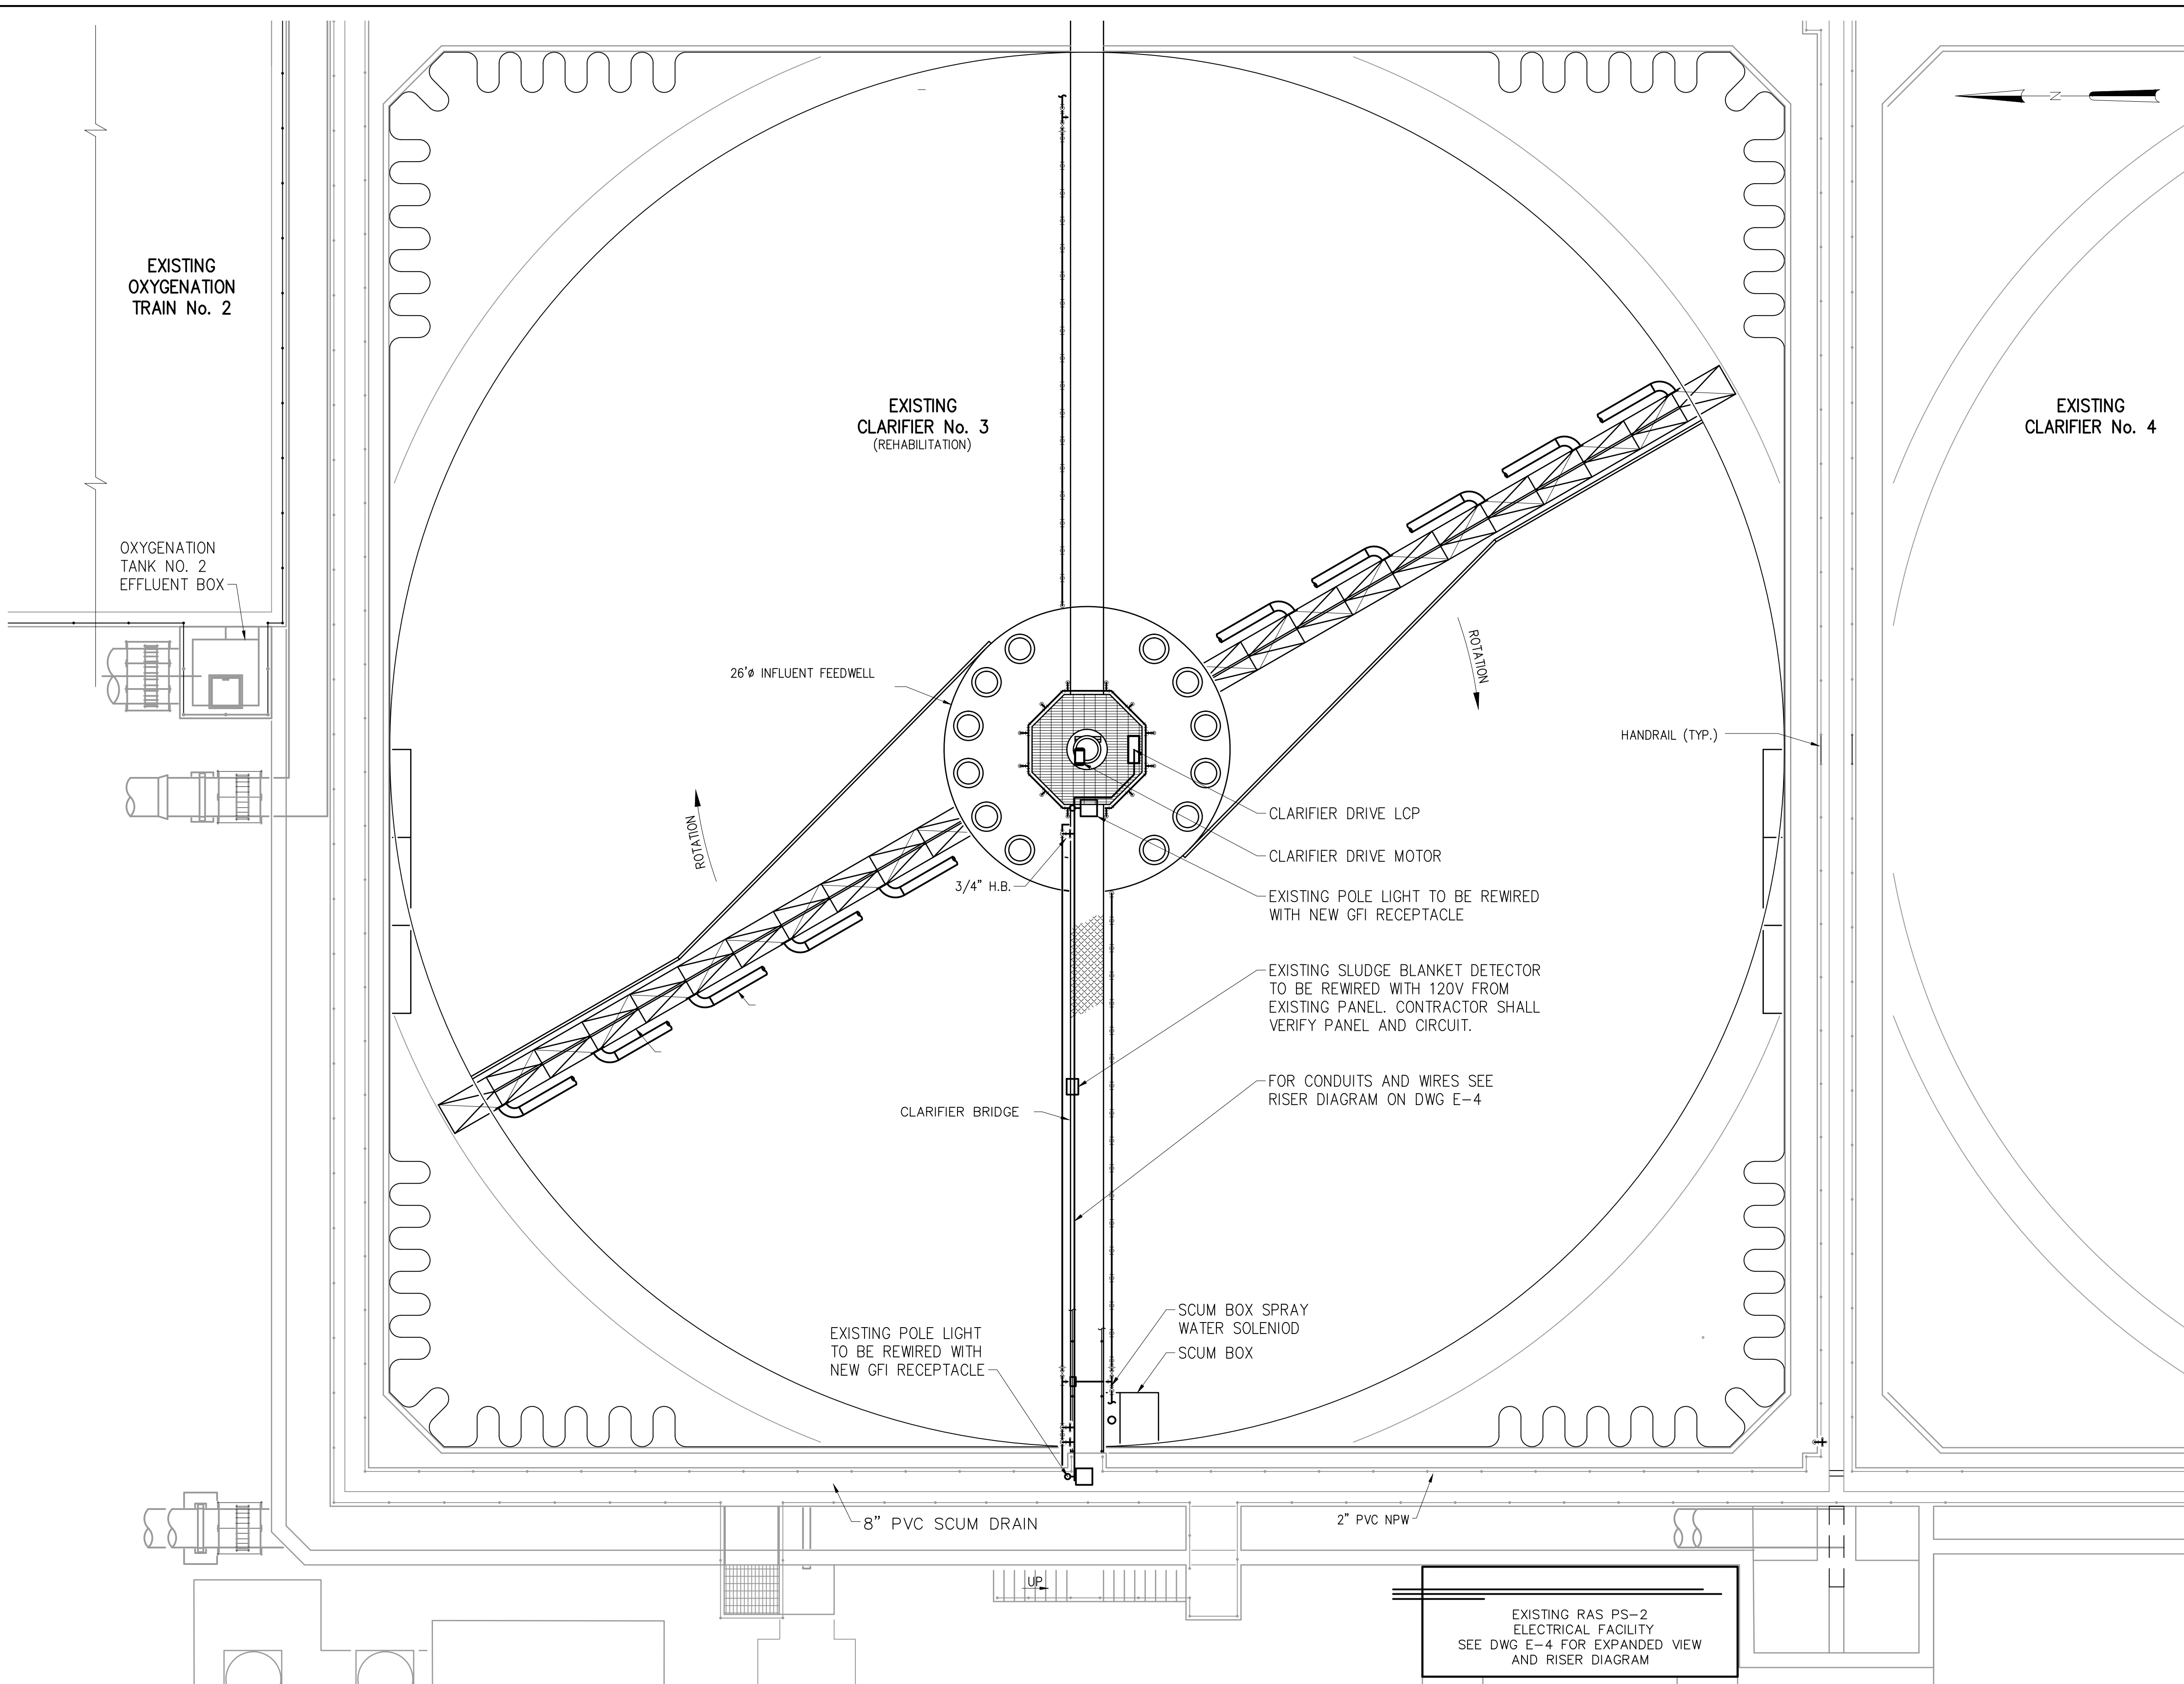 N
EXISTING
OXYGENATION
TRAIN No. 2
EXISTING
CLARIFIER No. 3
(REHABILITATION)
EXISTING
CLARIFIER No. 4
OXYGENATION
TANK NO. 2
EFFLUENT BOX
26'ø INFLUENT FEEDWELL
ROTATION
HANDRAIL (TYP.)
ROTATION
CLARIFIER DRIVE LCP
CLARIFIER DRIVE MOTOR
3/4" H.B.
EXISTING POLE LIGHT TO BE REWIRED
WITH NEW GFI RECEPTACLE
EXISTING SLUDGE BLANKET DETECTOR
TO BE REWIRED WITH 120V FROM
EXISTING PANEL. CONTRACTOR SHALL
VERIFY PANEL AND CIRCUIT.
FOR CONDUITS AND WIRES SEE
RISER DIAGRAM ON DWG E-4
CLARIFIER BRIDGE
SCUM BOX SPRAY
WATER SOLENIOD
SCUM BOX
EXISTING POLE LIGHT
TO BE REWIRED WITH
NEW GFI RECEPTACLE
8" PVC SCUM DRAIN
2" PVC NPW
UP
EXISTING RAS PS-2
ELECTRICAL FACILITY
SEE DWG E-4 FOR EXPANDED VIEW
AND RISER DIAGRAM